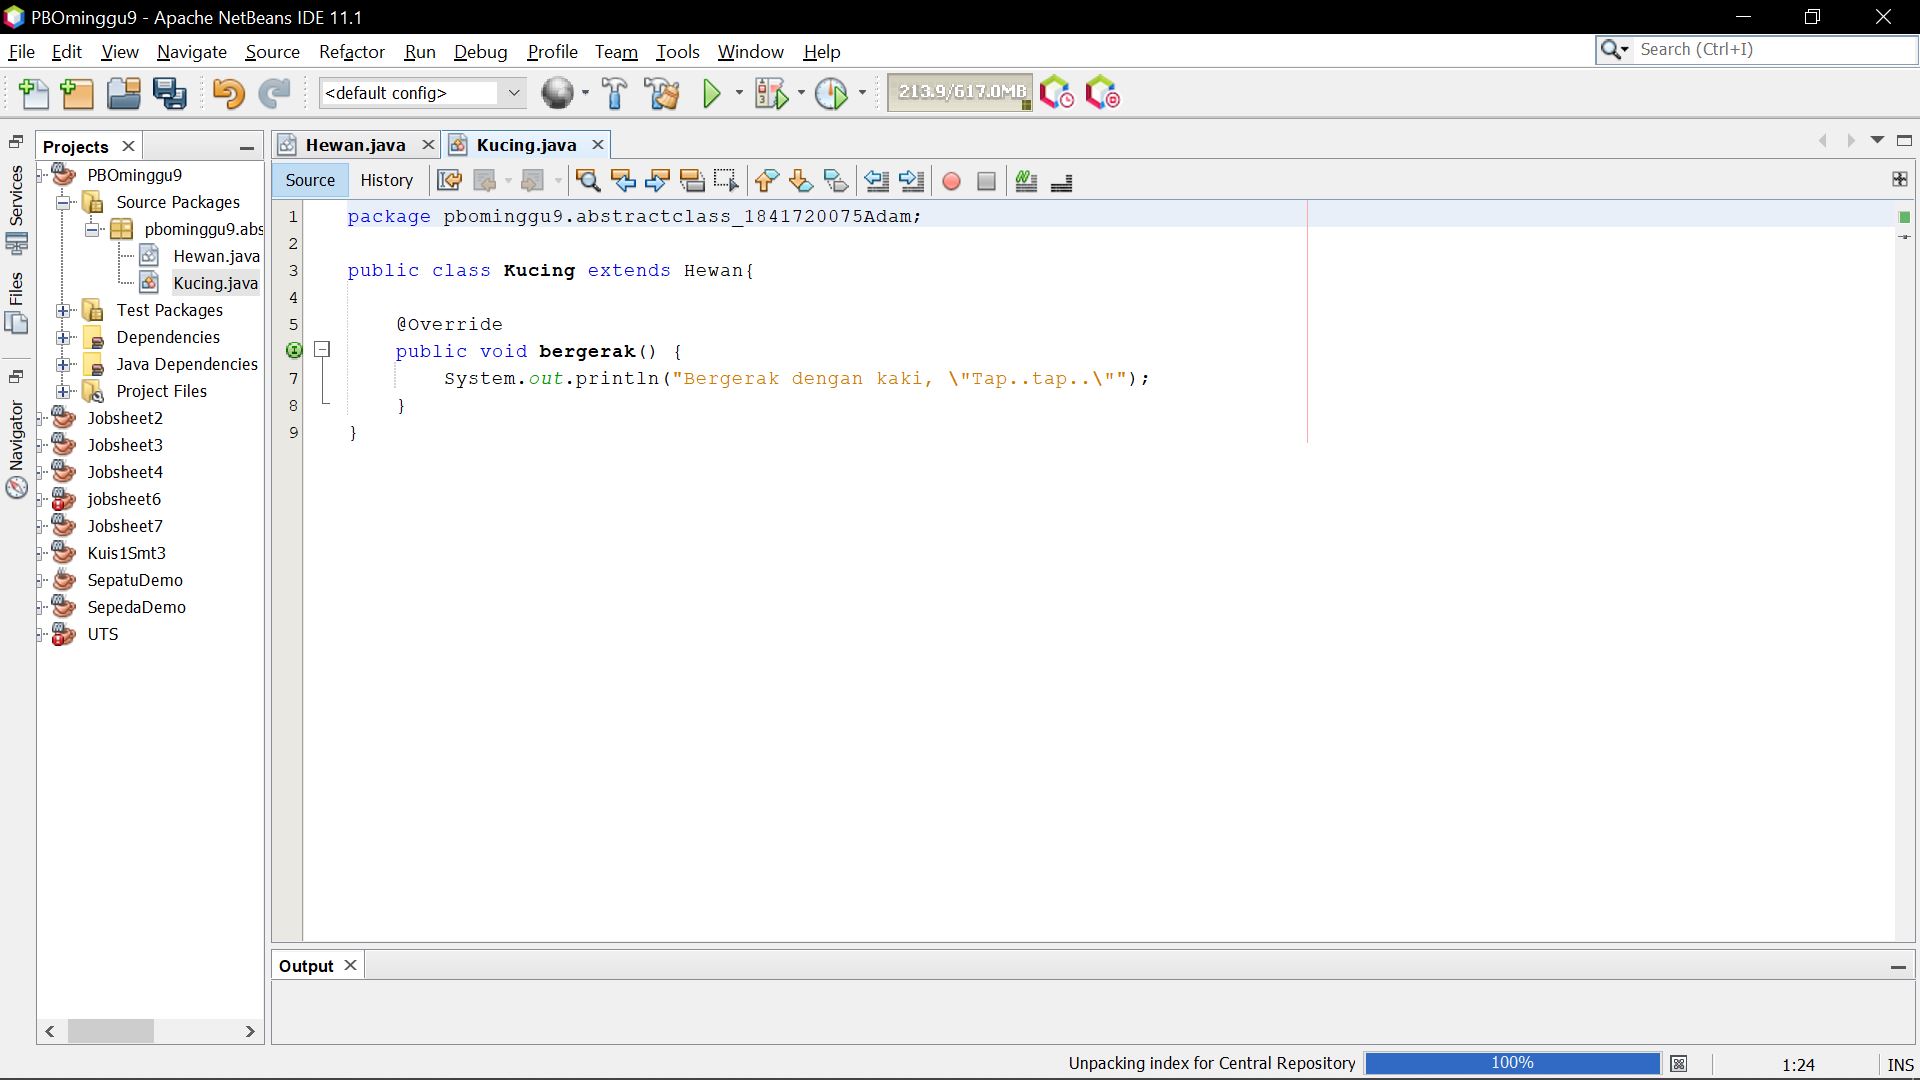 PBOminggu9 - Apache NetBeans IDE 11.1
File Edit View Navigate Source Refactor Run Debug Profile Team Tools Window Help
Search (Ctrl+I)
<default config>
213.9/617.0MB
Services
Files
Navigator
Projects
PBOminggu9
Source Packages
pbominggu9.abs
Hewan.java
Kucing.java
Test Packages
Dependencies
Java Dependencies
Project Files
Jobsheet2
Jobsheet3
Jobsheet4
jobsheet6
Jobsheet7
Kuis1Smt3
SepatuDemo
SepedaDemo
UTS
Hewan.java Kucing.java
Source History
1 package pbominggu9.abstractclass_1841720075Adam;
2
3 public class Kucing extends Hewan{
4
5 @Override
public void bergerak() {
7 System.out.println("Bergerak dengan kaki, \"Tap..tap..\"");
8 }
9 }
Output
Unpacking index for Central Repository 100% 1:24 INS